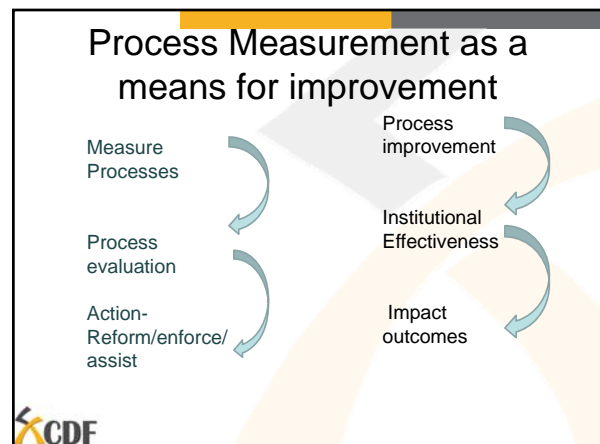 Process Measurement as a
means for improvement
Measure
Processes
Process
evaluation
Action-
Reform/enforce/
assist
Process
improvement
Institutional
Effectiveness
Impact
outcomes
CDF